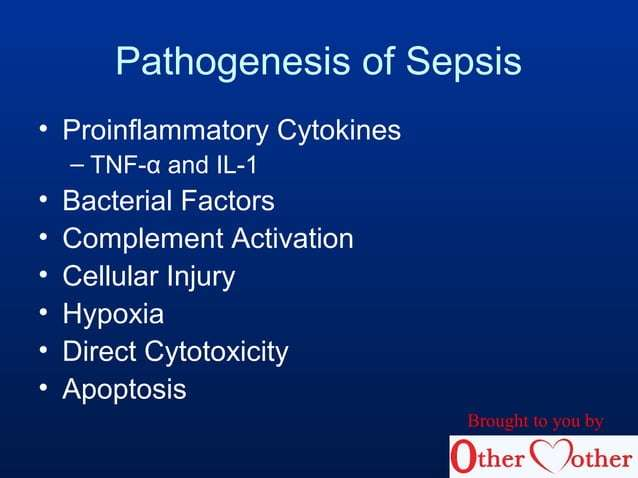 Pathogenesis of Sepsis
• Proinflammatory Cytokines
– TNF-α and IL-1
• Bacterial Factors
• Complement Activation
• Cellular Injury
• Hypoxia
• Direct Cytotoxicity
• Apoptosis
Brought to you by
Other other